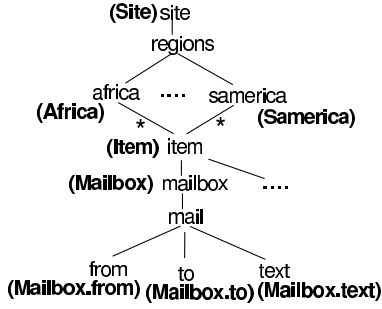 (Site) site
regions
africa .... samerica
(Africa) * * (Samerica)
(Item) item
(Mailbox) mailbox ....
mail
from to text
(Mailbox.from) (Mailbox.to) (Mailbox.text)